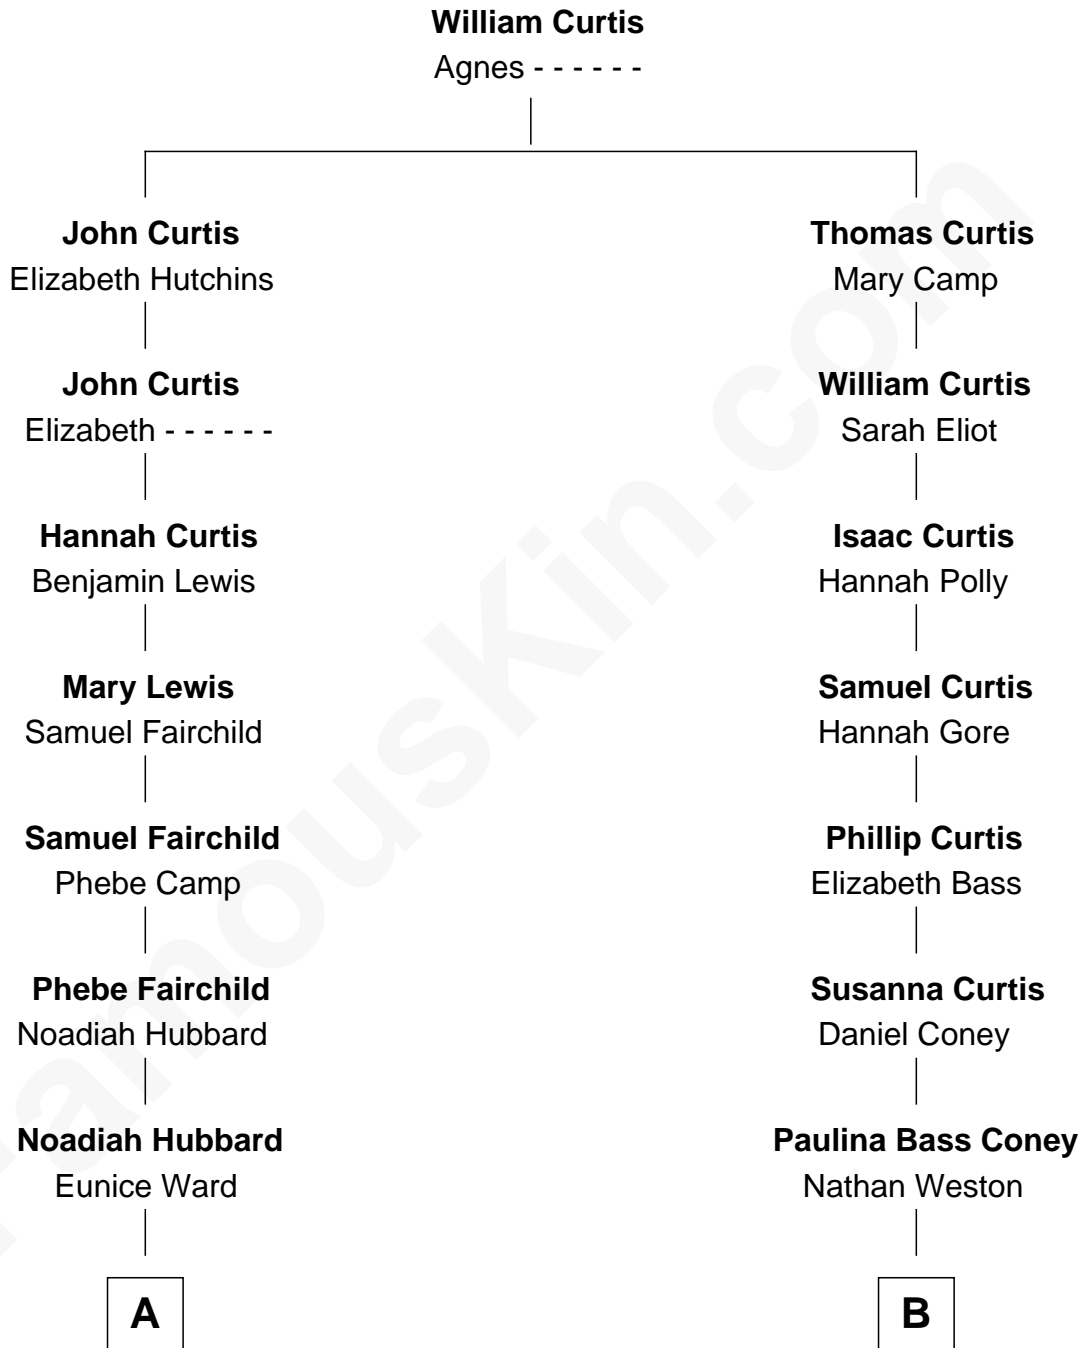 William Curtis
Agnes - - - - - -
John Curtis
Elizabeth Hutchins
Thomas Curtis
Mary Camp
John Curtis
Elizabeth - - - - - -
William Curtis
Sarah Eliot
Hannah Curtis
Benjamin Lewis
Isaac Curtis
Hannah Polly
Mary Lewis
Samuel Fairchild
Samuel Curtis
Hannah Gore
Samuel Fairchild
Phebe Camp
Phillip Curtis
Elizabeth Bass
Phebe Fairchild
Noadiah Hubbard
Susanna Curtis
Daniel Coney
Noadiah Hubbard
Eunice Ward
Paulina Bass Coney
Nathan Weston
A
B
FamousKin.com